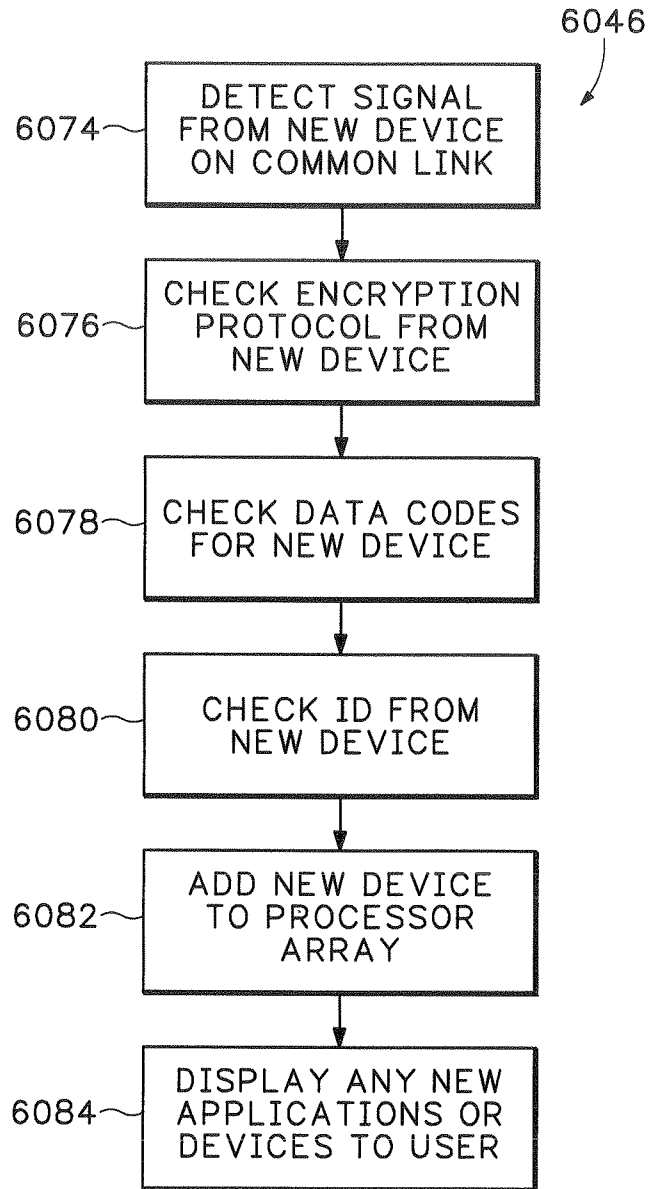 6046
6074
DETECT SIGNAL
FROM NEW DEVICE
ON COMMON LINK
6076
CHECK ENCRYPTION
PROTOCOL FROM
NEW DEVICE
6078
CHECK DATA CODES
FOR NEW DEVICE
6080
CHECK ID FROM
NEW DEVICE
6082
ADD NEW DEVICE
TO PROCESSOR
ARRAY
6084
DISPLAY ANY NEW
APPLICATIONS OR
DEVICES TO USER